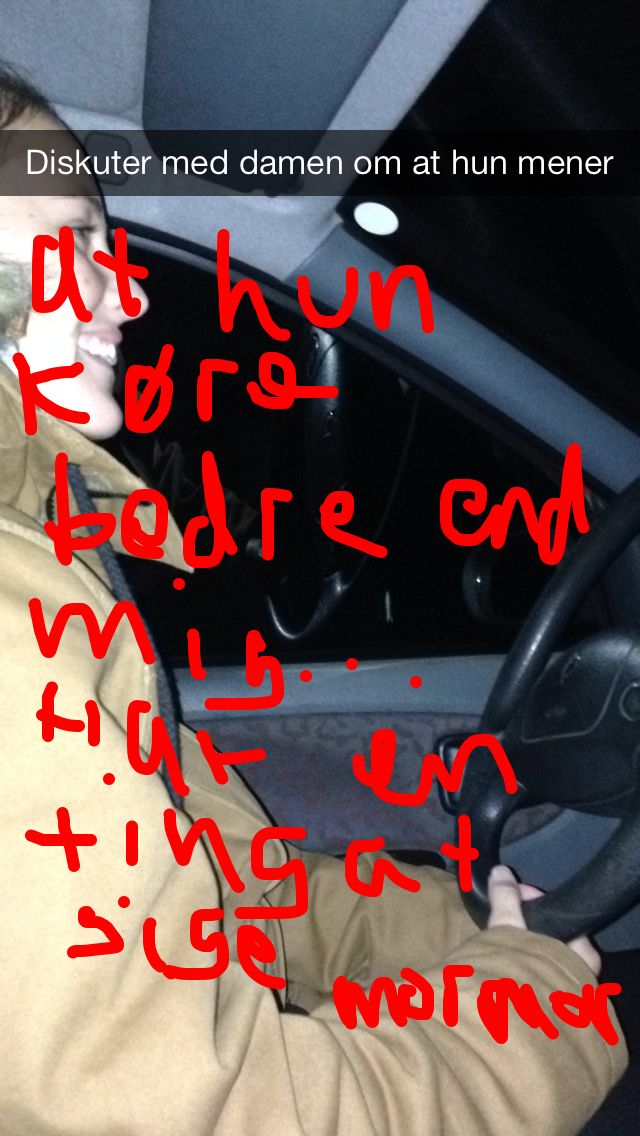 Diskuter med damen om at hun mener
at hun
køre
bedre end
mig...
har en
ting at
sige mormor